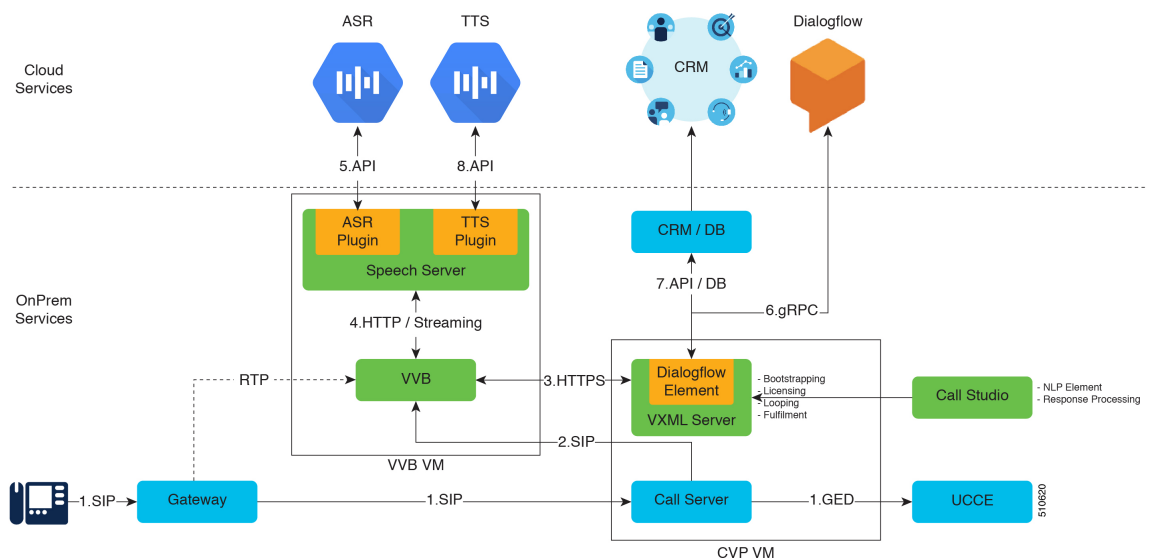 ASR
TTS
Dialogflow
Cloud
Services
CRM
5.API
8.API
ASR
Plugin
TTS
Plugin
Speech Server
CRM / DB
7.API / DB
OnPrem
Services
4.HTTP / Streaming
6.gRPC
RTP
VVB
3.HTTPS
Dialogflow
Element
VXML Server
- Bootstrapping
- Licensing
- Looping
- Fulfilment
Call Studio
- NLP Element
- Response Processing
2.SIP
VVB VM
1.SIP
Gateway
1.SIP
Call Server
1.GED
UCCE
510620
CVP VM